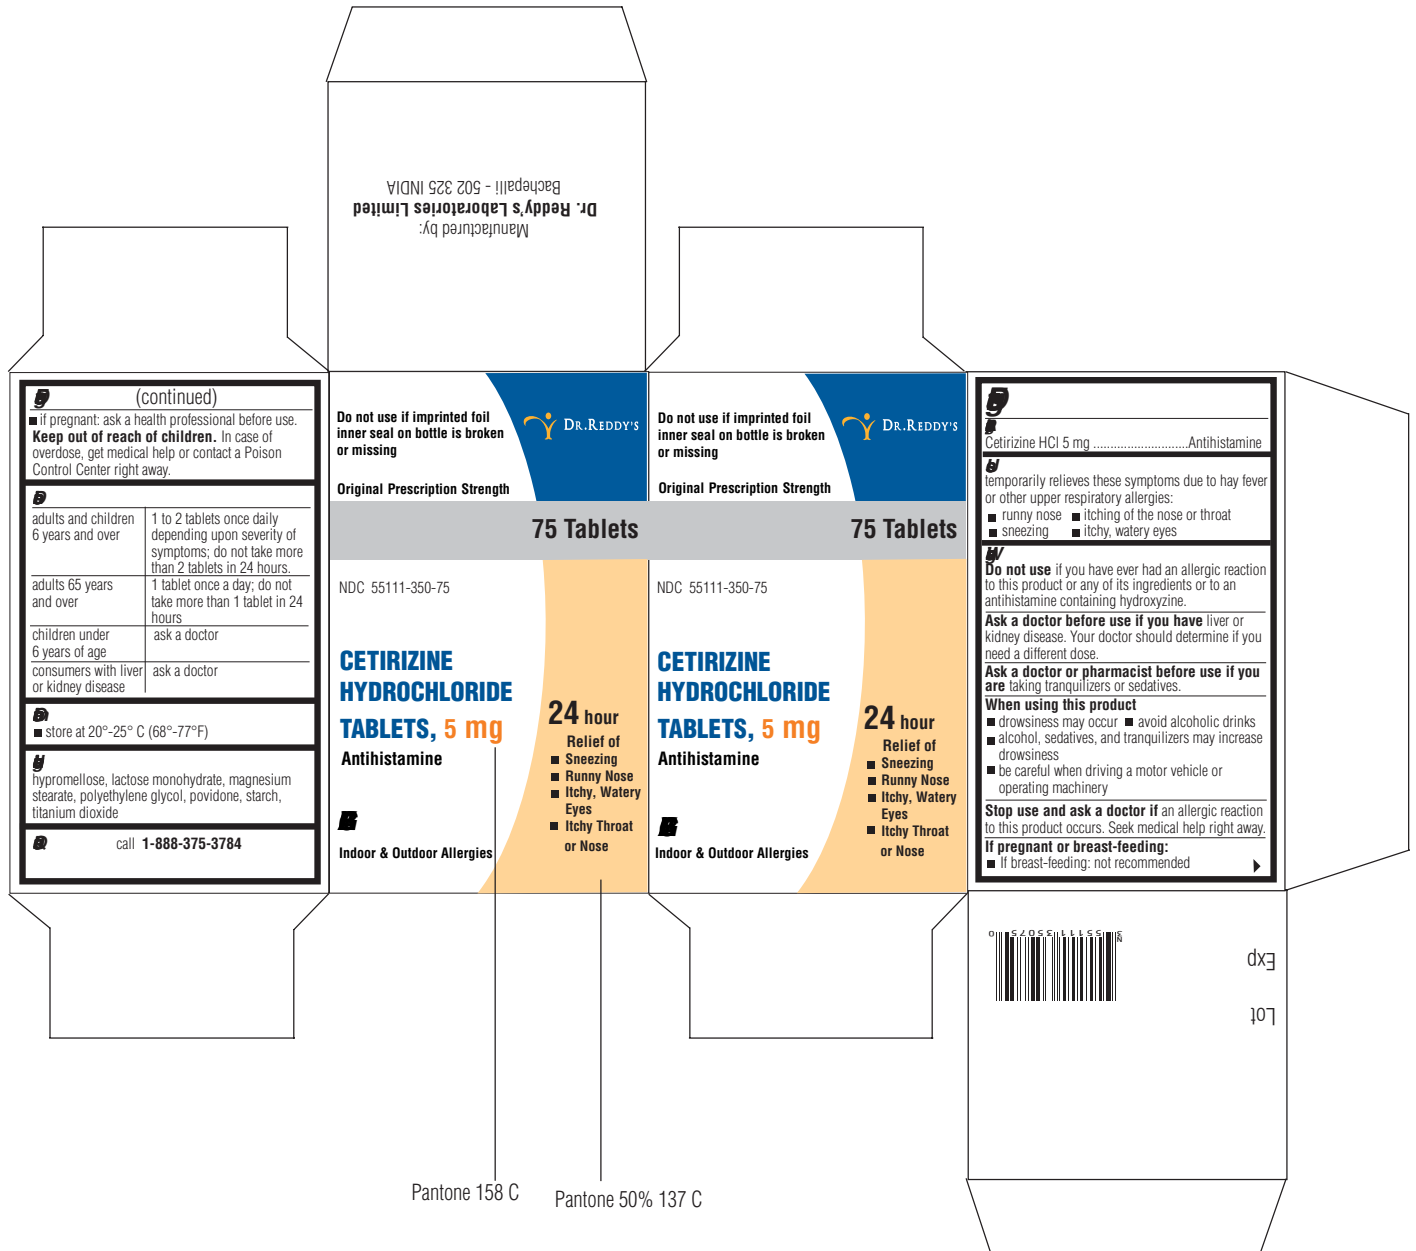 Manufactured by:
Dr. Reddy's Laboratories Limited
Bachepalli - 502 325 INDIA
(continued)
■ if pregnant: ask a health professional before use.
Keep out of reach of children. In case of
overdose, get medical help or contact a Poison
Control Center right away.
adults and children
6 years and over
1 to 2 tablets once daily
depending upon severity of
symptoms; do not take more
than 2 tablets in 24 hours.
adults 65 years
and over
1 tablet once a day; do not
take more than 1 tablet in 24
hours
children under
6 years of age
ask a doctor
consumers with liver
or kidney disease
ask a doctor
■ store at 20°-25° C (68°-77°F)
hypromellose, lactose monohydrate, magnesium
stearate, polyethylene glycol, povidone, starch,
titanium dioxide
call 1-888-375-3784
Do not use if imprinted foil
inner seal on bottle is broken
or missing
Original Prescription Strength
DR.REDDY'S
75 Tablets
NDC 55111-350-75
CETIRIZINE
HYDROCHLORIDE
TABLETS, 5 mg
Antihistamine
Indoor & Outdoor Allergies
24 hour
Relief of
■ Sneezing
■ Runny Nose
■ Itchy, Watery
Eyes
■ Itchy Throat
or Nose
Do not use if imprinted foil
inner seal on bottle is broken
or missing
Original Prescription Strength
DR.REDDY'S
75 Tablets
NDC 55111-350-75
CETIRIZINE
HYDROCHLORIDE
TABLETS, 5 mg
Antihistamine
Indoor & Outdoor Allergies
24 hour
Relief of
■ Sneezing
■ Runny Nose
■ Itchy, Watery
Eyes
■ Itchy Throat
or Nose
Cetirizine HCl 5 mg ............................Antihistamine
temporarily relieves these symptoms due to hay fever
or other upper respiratory allergies:
■ runny nose ■ itching of the nose or throat
■ sneezing ■ itchy, watery eyes
Do not use if you have ever had an allergic reaction
to this product or any of its ingredients or to an
antihistamine containing hydroxyzine.
Ask a doctor before use if you have liver or
kidney disease. Your doctor should determine if you
need a different dose.
Ask a doctor or pharmacist before use if you
are taking tranquilizers or sedatives.
When using this product
■ drowsiness may occur ■ avoid alcoholic drinks
■ alcohol, sedatives, and tranquilizers may increase
drowsiness
■ be careful when driving a motor vehicle or
operating machinery
Stop use and ask a doctor if an allergic reaction
to this product occurs. Seek medical help right away.
If pregnant or breast-feeding:
■ If breast-feeding: not recommended
N3 55111 35075 0
Lot
Exp
Pantone 158 C
Pantone 50% 137 C